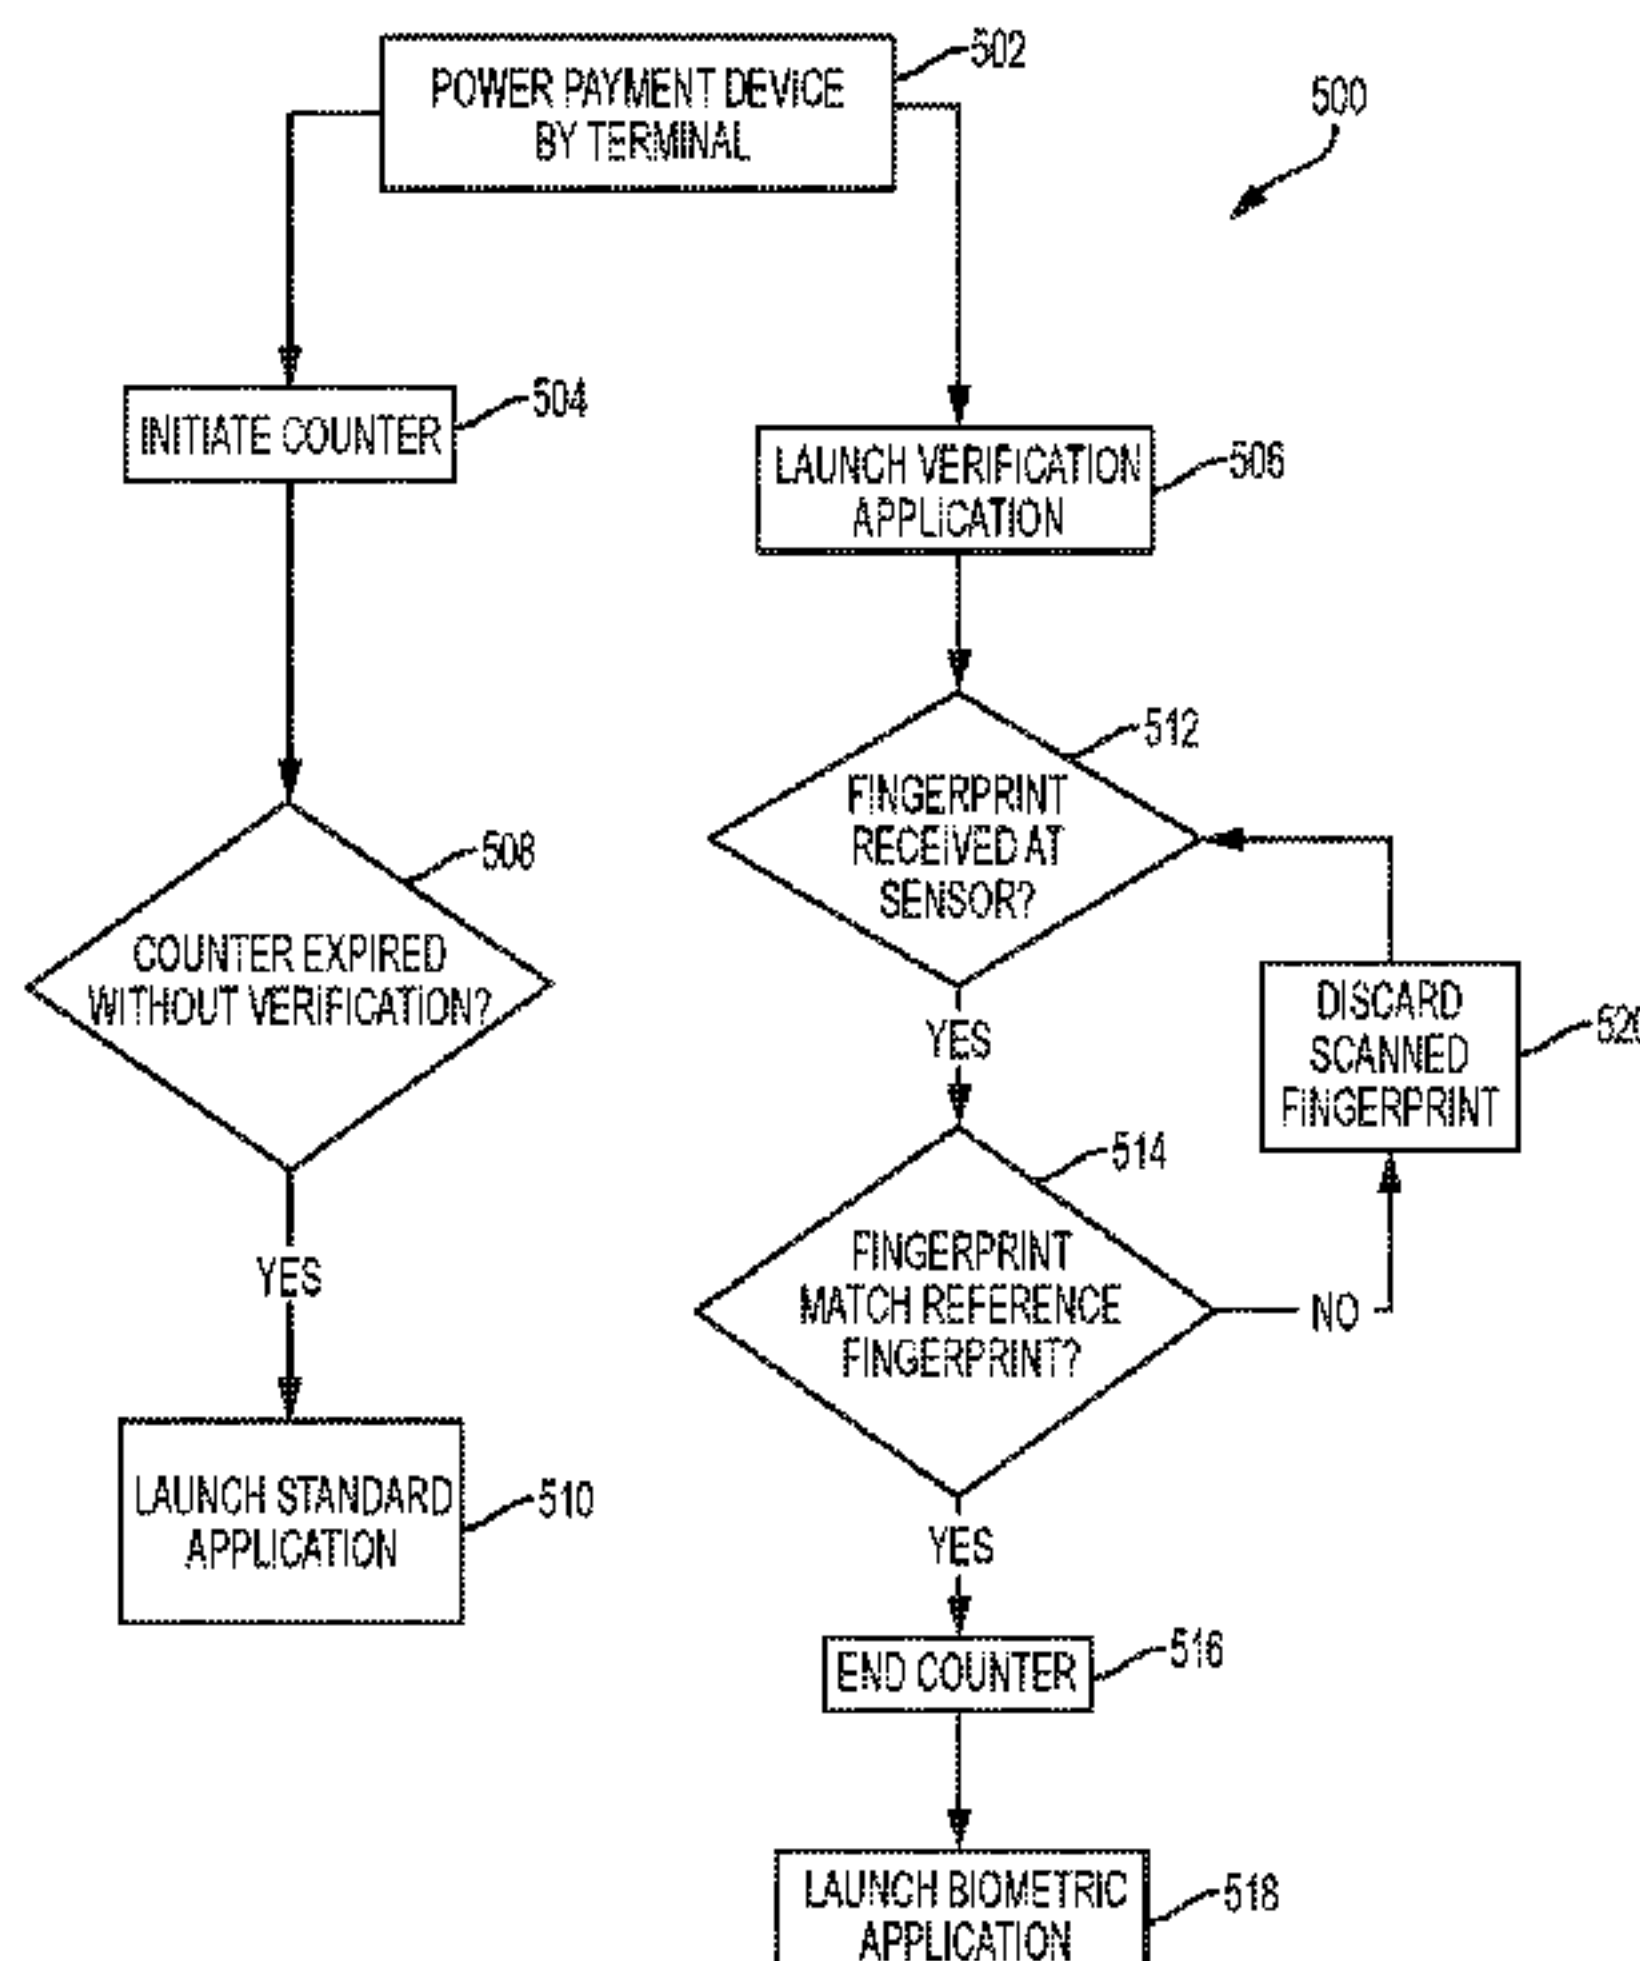 502
POWER PAYMENT DEVICE
BY TERMINAL
500
504
INITIATE COUNTER
506
LAUNCH VERIFICATION
APPLICATION
512
FINGERPRINT
RECEIVED AT
SENSOR?
508
COUNTER EXPIRED
WITHOUT VERIFICATION?
YES
DISCARD
SCANNED
FINGERPRINT
520
514
FINGERPRINT
MATCH REFERENCE
FINGERPRINT?
NO
YES
LAUNCH STANDARD
APPLICATION
510
YES
END COUNTER
516
LAUNCH BIOMETRIC
APPLICATION
518